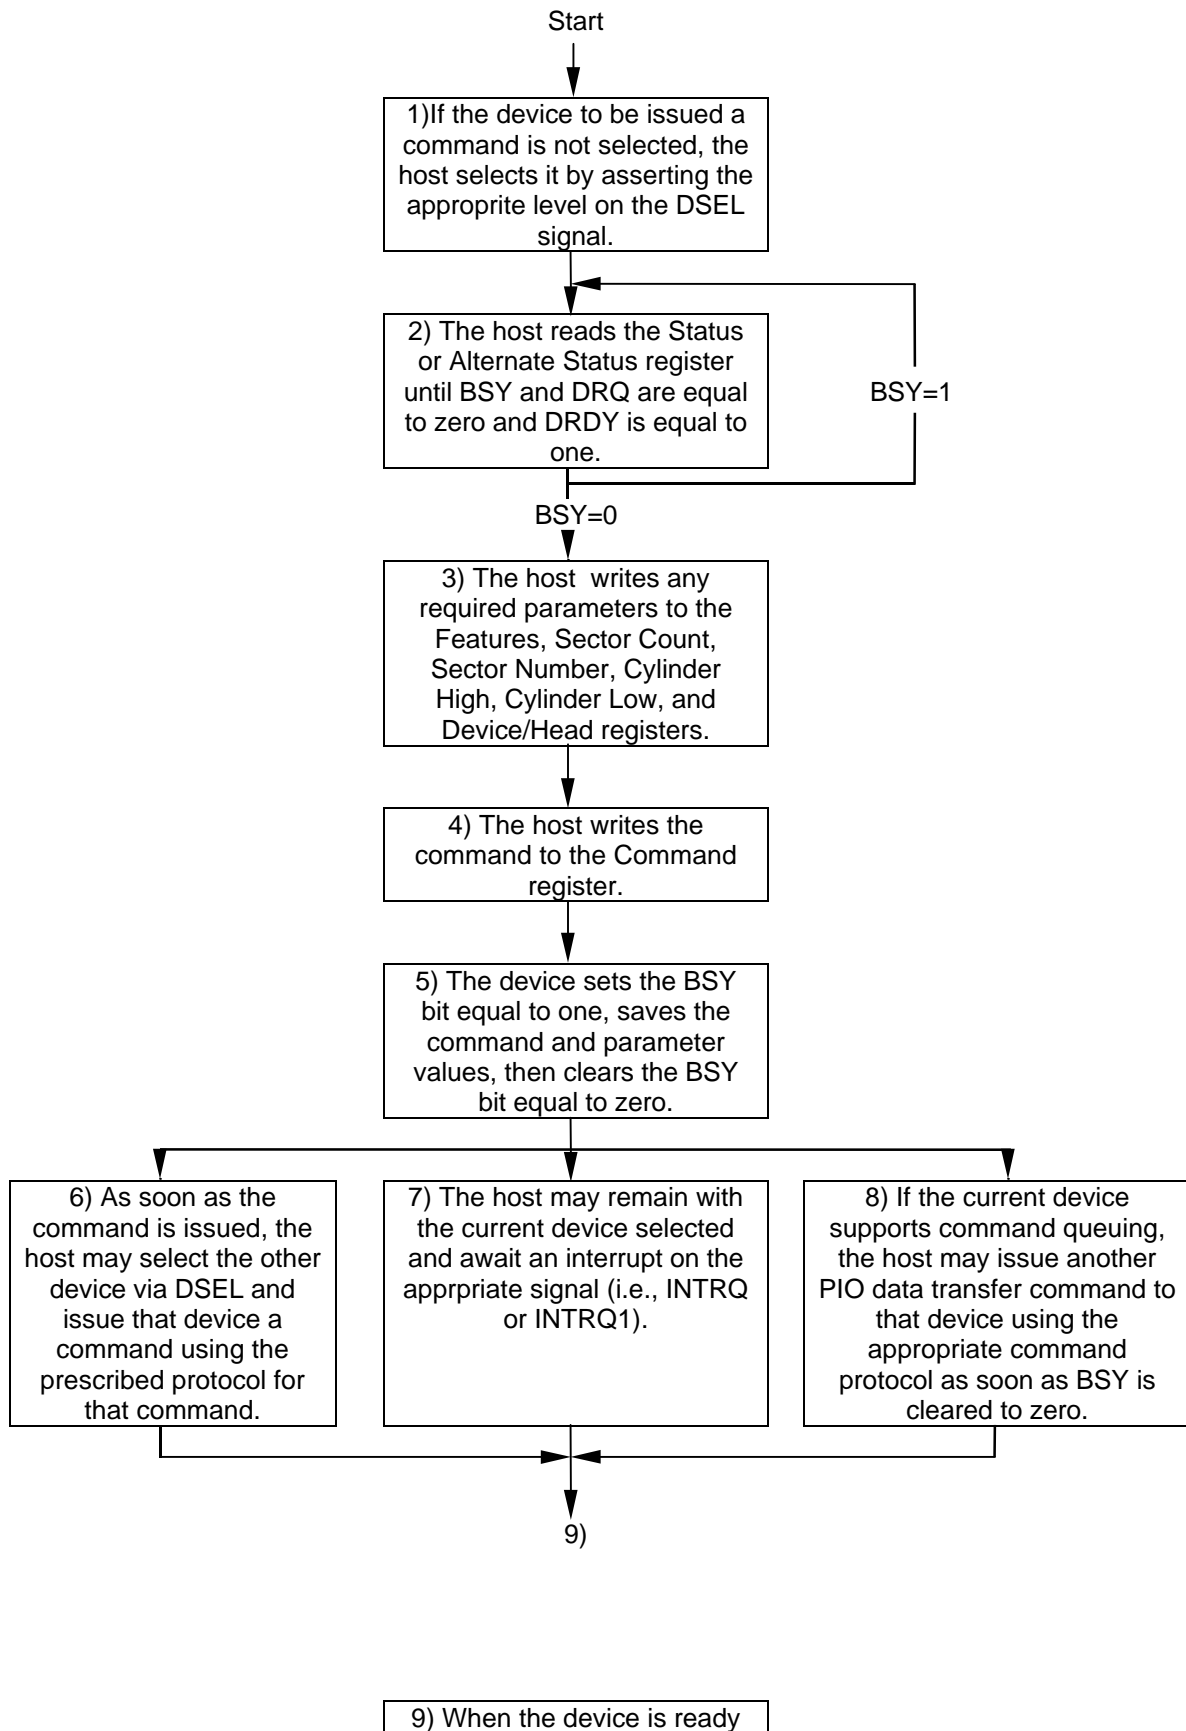 Start
1)If the device to be issued a
command is not selected, the
host selects it by asserting the
approprite level on the DSEL
signal.
2) The host reads the Status
or Alternate Status register
until BSY and DRQ are equal
to zero and DRDY is equal to
one.
BSY=1
BSY=0
3) The host writes any
required parameters to the
Features, Sector Count,
Sector Number, Cylinder
High, Cylinder Low, and
Device/Head registers.
4) The host writes the
command to the Command
register.
5) The device sets the BSY
bit equal to one, saves the
command and parameter
values, then clears the BSY
bit equal to zero.
6) As soon as the
command is issued, the
host may select the other
device via DSEL and
issue that device a
command using the
prescribed protocol for
that command.
7) The host may remain with
the current device selected
and await an interrupt on the
apprpriate signal (i.e., INTRQ
or INTRQ1).
8) If the current device
supports command queuing,
the host may issue another
PIO data transfer command to
that device using the
appropriate command
protocol as soon as BSY is
cleared to zero.
9)
9) When the device is ready